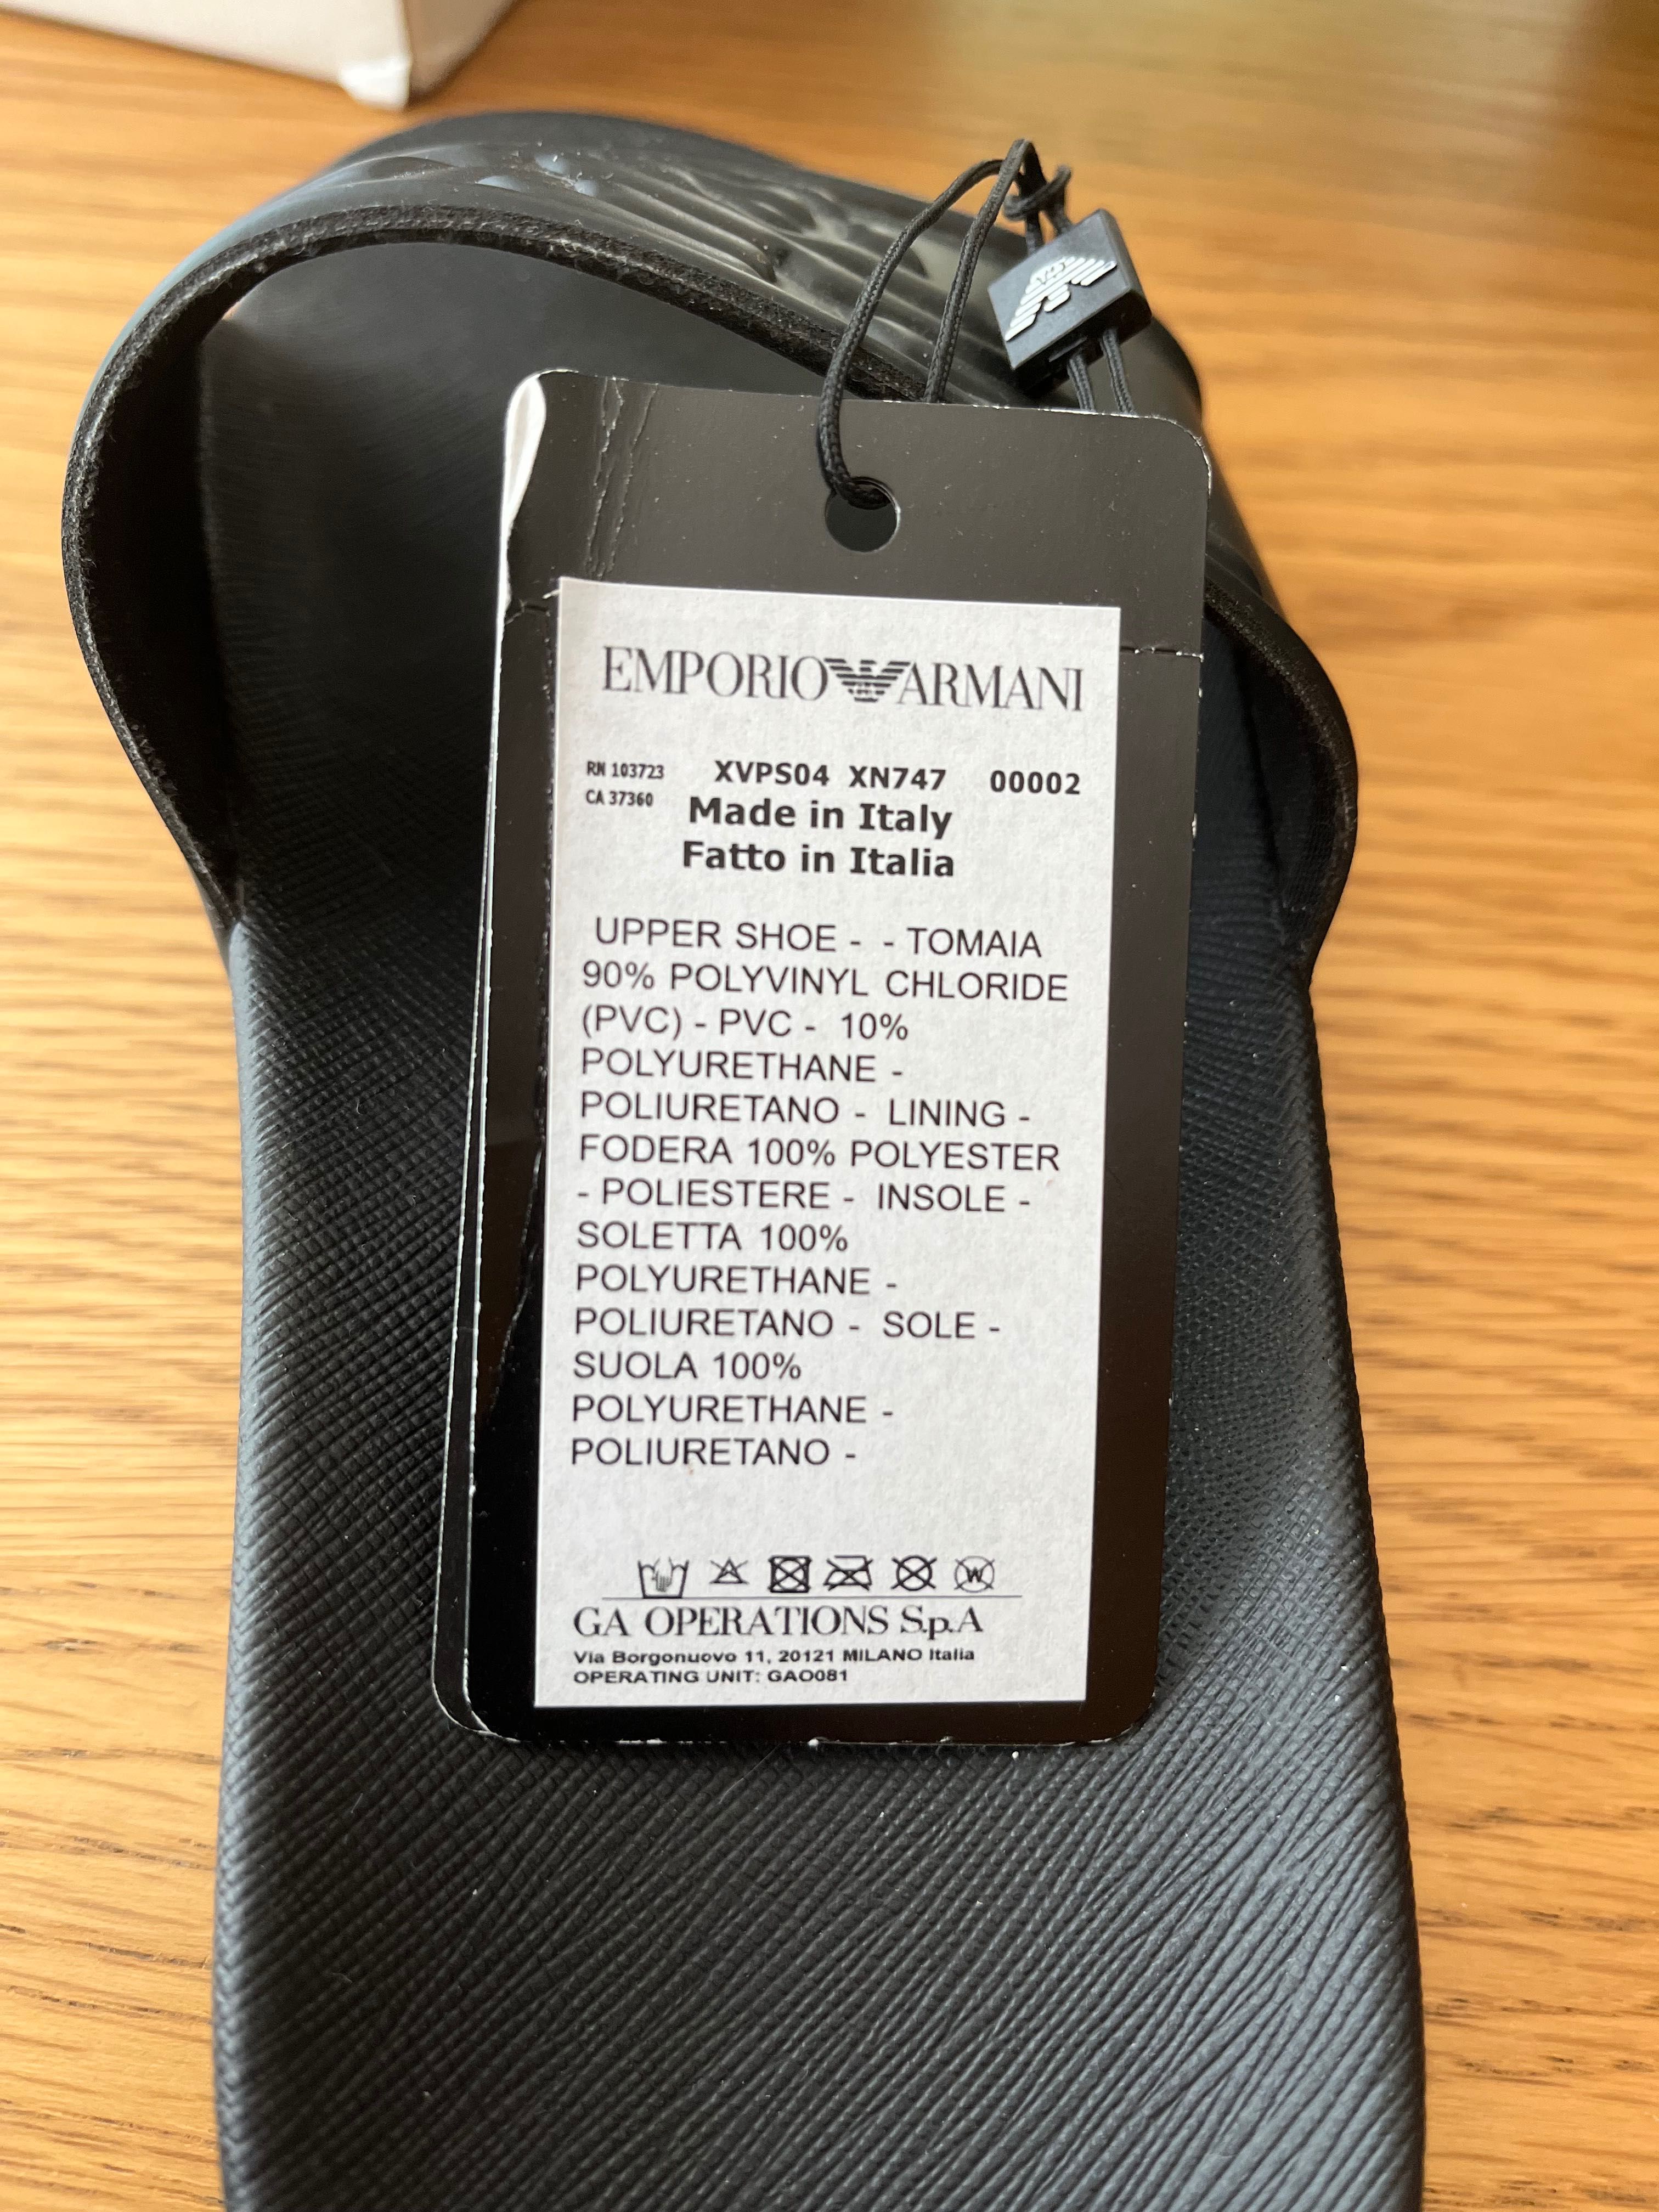 EMPORIO ARMANI
RN 103723 XVPS04 XN747 00002
CA 37360 Made in Italy
Fatto in Italia
UPPER SHOE - - TOMAIA
90% POLYVINYL CHLORIDE
(PVC) - PVC - 10%
POLYURETHANE -
POLIURETANO - LINING -
FODERA 100% POLYESTER
- POLIESTERE - INSOLE -
SOLETTA 100%
POLYURETHANE -
POLIURETANO - SOLE -
SUOLA 100%
POLYURETHANE -
POLIURETANO -
W
GA OPERATIONS S.p.A
Via Borgonuovo 11, 20121 MILANO Italia
OPERATING UNIT: GAO081